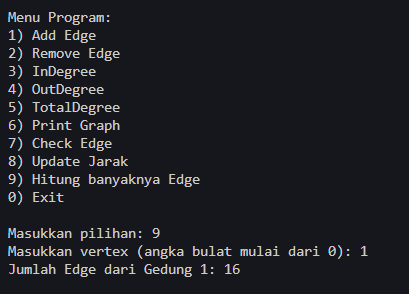 Menu Program:
1) Add Edge
2) Remove Edge
3) InDegree
4) OutDegree
5) TotalDegree
6) Print Graph
7) Check Edge
8) Update Jarak
9) Hitung banyaknya Edge
0) Exit
Masukkan pilihan: 9
Masukkan vertex (angka bulat mulai dari 0): 1
Jumlah Edge dari Gedung 1: 16